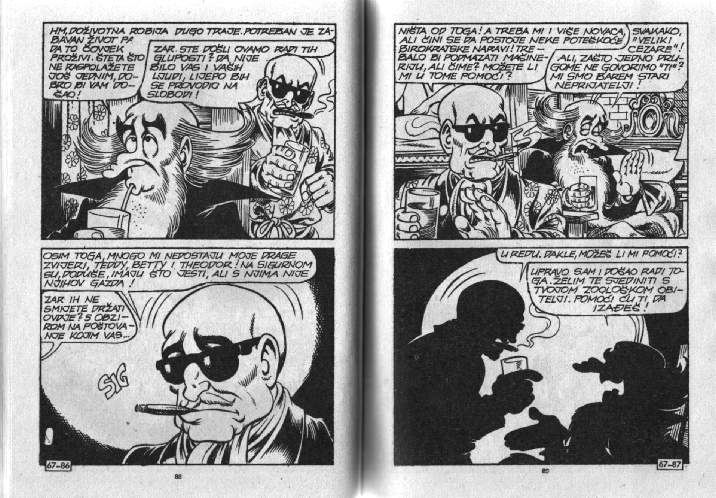 HM, DOŽIVOTNA ROBIJA DUGO TRAJE. POTREBAN JE ZA-
BAVAN ŽIVOT PA
DA TO ČOVJEK
PROŽIVI. ŠTETA ŠTO
NE RASPOLAŽETE
JOŠ JEDNIM, DO-
BRO BI VAM DO-
ŠAO!
ZAR STE DOŠLI OVAMO RADI TIH
GLUPOSTI? DA NIJE
BILO VAS I VAŠIH
LJUDI, LIJEPO BIH
SE PROVODIO NA
SLOBODI!
OSIM TOGA, MNOGO MI NEDOSTAJU MOJE DRAGE
ZVIJERI, TEDDY, BETTY I THEODOR! NA SIGURNOM
SU, DODUŠE, IMAJU ŠTO JESTI, ALI S NJIMA NIJE
NJIHOV GAZDA!
ZAR IH NE
SMIJETE DRŽATI
OVDJE? S OBZI-
ROM NA POŠTOVA-
NJE KOJIM VAS...
SIG
67-86
88
NIŠTA OD TOGA! A TREBA MI I VIŠE NOVACA,
ALI ČINI SE DA POSTOJE NEKE POTEŠKOĆE
BIROKRATSKE NARAVI! TRE-
BALO BI PODMAZATI MAŠINE-
RIJU, ALI ČIME? MOŽETE LI
MI U TOME POMOĆI?
SVAKAKO,
"VELIKI
CEZARE"!
ALI, ZAŠTO JEDNO DRU-
GOME NE GOVORIMO "TI"?
MI SMO BAREM STARI
NEPRIJATELJI!
U REDU. DAKLE, MOŽEŠ LI MI POMOĆI?
UPRAVO SAM I DOŠAO RADI TO-
GA. ŽELIM TE SJEDINITI S
TVOJOM ZOOLOŠKOM OBI-
TELJI. POMOĆI ĆU TI DA
IZAĐEŠ!
89
67-87